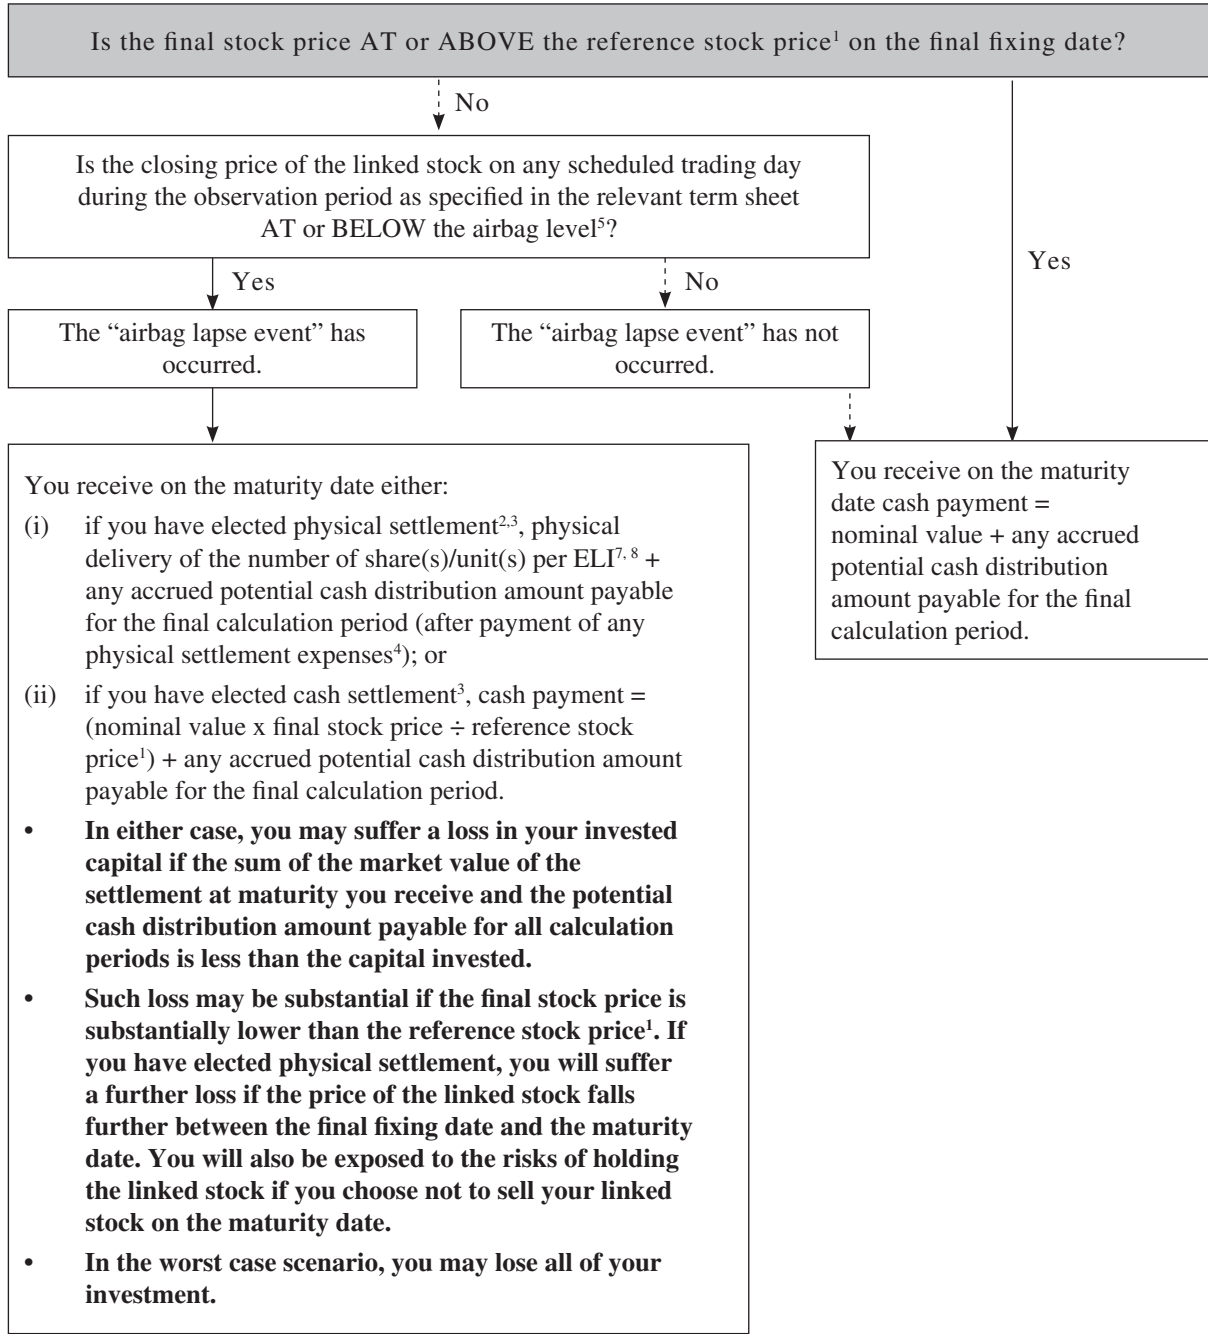 Is the final stock price AT or ABOVE the reference stock price¹ on the final fixing date?
No
Is the closing price of the linked stock on any scheduled trading day
during the observation period as specified in the relevant term sheet
AT or BELOW the airbag level⁵?
Yes
Yes
No
The “airbag lapse event” has
occurred.
The “airbag lapse event” has not
occurred.
You receive on the maturity date either:
(i) if you have elected physical settlement²,³, physical
delivery of the number of share(s)/unit(s) per ELI⁷, ⁸ +
any accrued potential cash distribution amount payable
for the final calculation period (after payment of any
physical settlement expenses⁴); or
(ii) if you have elected cash settlement³, cash payment =
(nominal value x final stock price ÷ reference stock
price¹) + any accrued potential cash distribution amount
payable for the final calculation period.
• In either case, you may suffer a loss in your invested
capital if the sum of the market value of the
settlement at maturity you receive and the potential
cash distribution amount payable for all calculation
periods is less than the capital invested.
• Such loss may be substantial if the final stock price is
substantially lower than the reference stock price¹. If
you have elected physical settlement, you will suffer
a further loss if the price of the linked stock falls
further between the final fixing date and the maturity
date. You will also be exposed to the risks of holding
the linked stock if you choose not to sell your linked
stock on the maturity date.
• In the worst case scenario, you may lose all of your
investment.
You receive on the maturity
date cash payment =
nominal value + any accrued
potential cash distribution
amount payable for the final
calculation period.